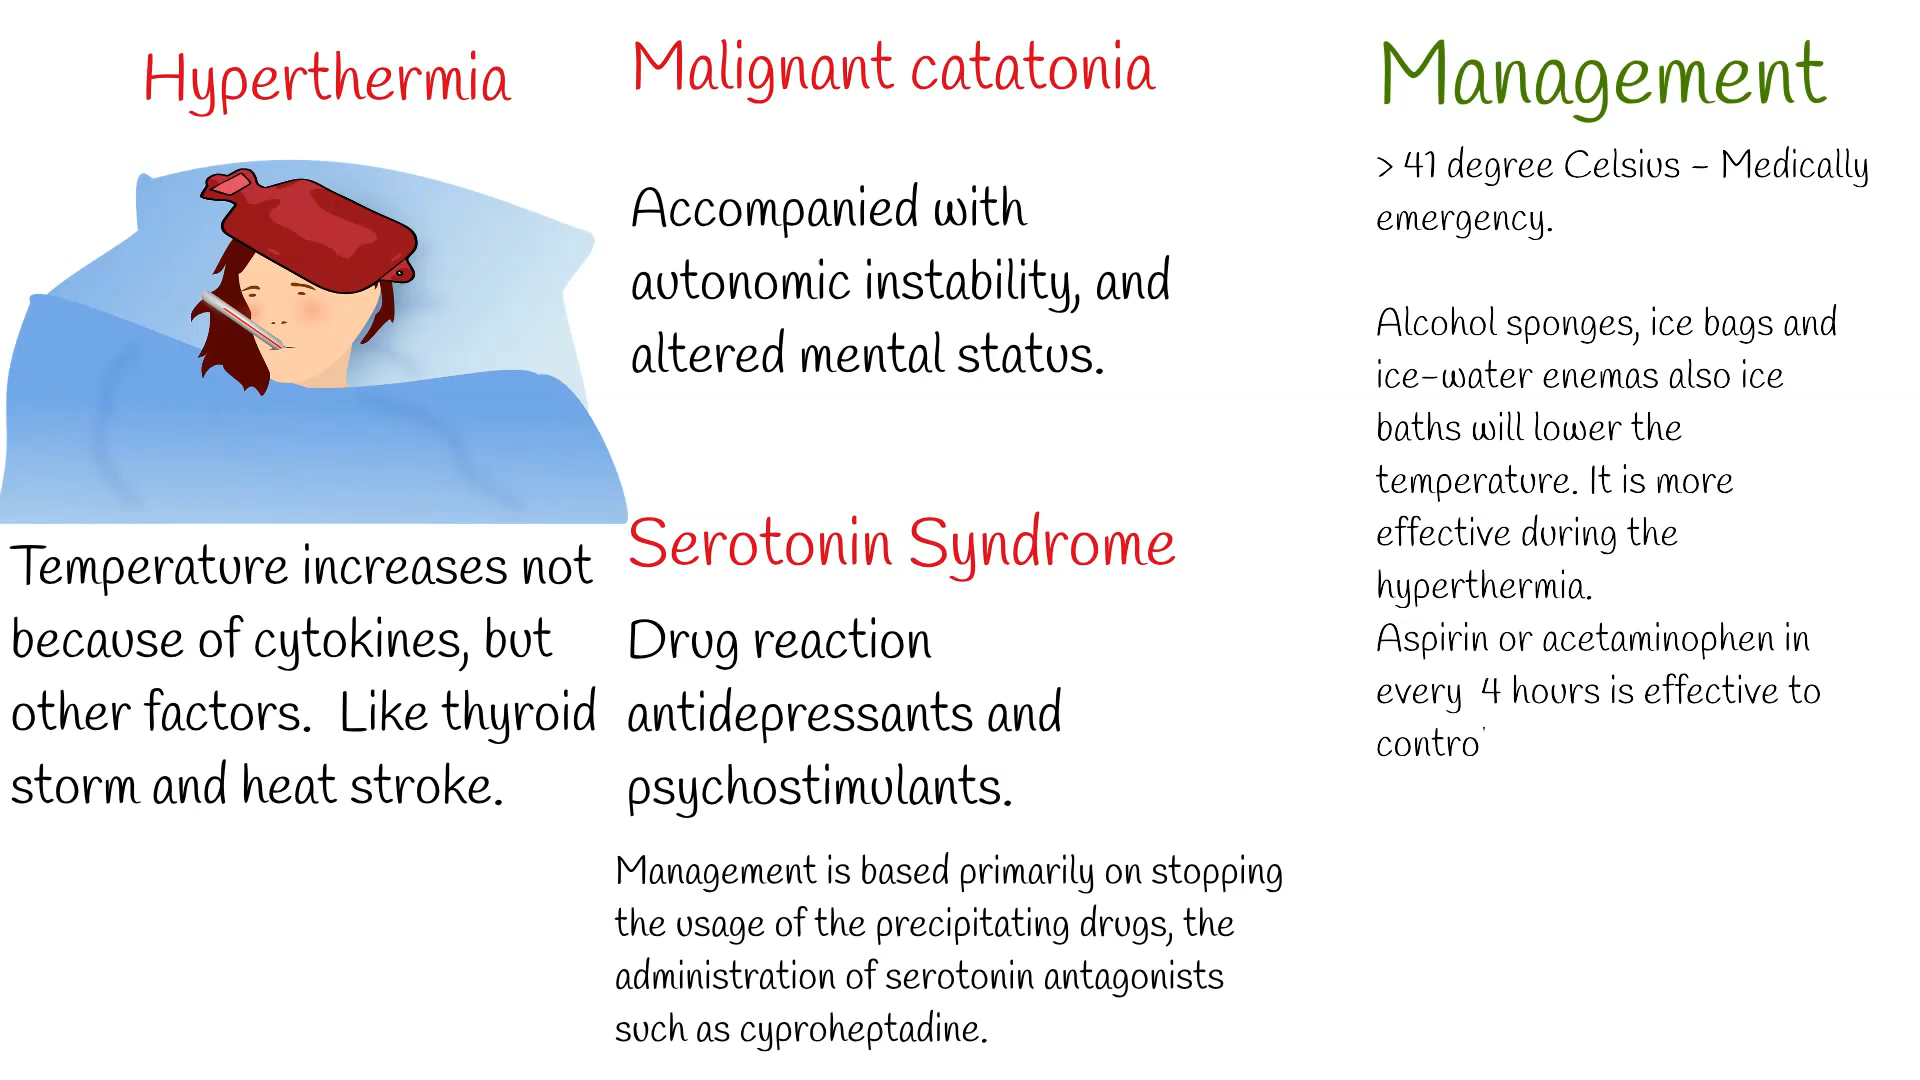 Hyperthermia
Temperature increases not
because of cytokines, but
other factors. Like thyroid
storm and heat stroke.
Malignant catatonia
Accompanied with
autonomic instability, and
altered mental status.
Serotonin Syndrome
Drug reaction
antidepressants and
psychostimulants.
Management is based primarily on stopping
the usage of the precipitating drugs, the
administration of serotonin antagonists
such as cyproheptadine.
Management
> 41 degree Celsius - Medically
emergency.
Alcohol sponges, ice bags and
ice-water enemas also ice
baths will lower the
temperature. It is more
effective during the
hyperthermia.
Aspirin or acetaminophen in
every 4 hours is effective to
contro